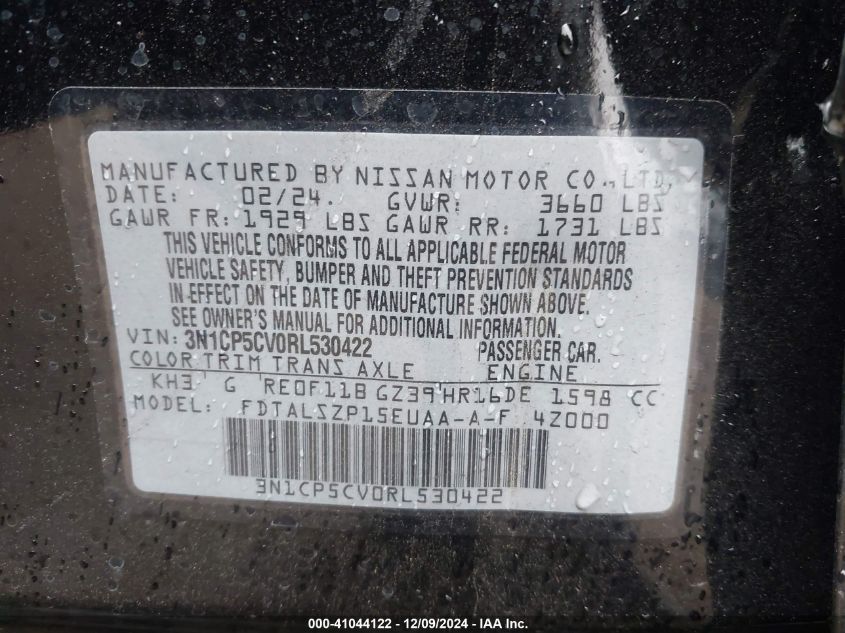 MANUFACTURED BY NISSAN MOTOR CO.,LTD,
DATE: 02/24. GVWR: 3660 LBS
GAWR FR: 1929 LBS GAWR RR: 1731 LBS
THIS VEHICLE CONFORMS TO ALL APPLICABLE FEDERAL MOTOR
VEHICLE SAFETY, BUMPER AND THEFT PREVENTION STANDARDS
IN EFFECT ON THE DATE OF MANUFACTURE SHOWN ABOVE.
SEE OWNER'S MANUAL FOR ADDITIONAL INFORMATION.
VIN: 3N1CP5CV0RL530422 PASSENGER CAR.
COLOR TRIM TRANS AXLE ENGINE
KH3 G RE0F11B GZ39 HR16DE 1598 CC
MODEL: FDTALSZP15EUAA-A-F 4Z000
3N1CP5CV0RL530422
000-41044122 - 12/09/2024 - IAA Inc.